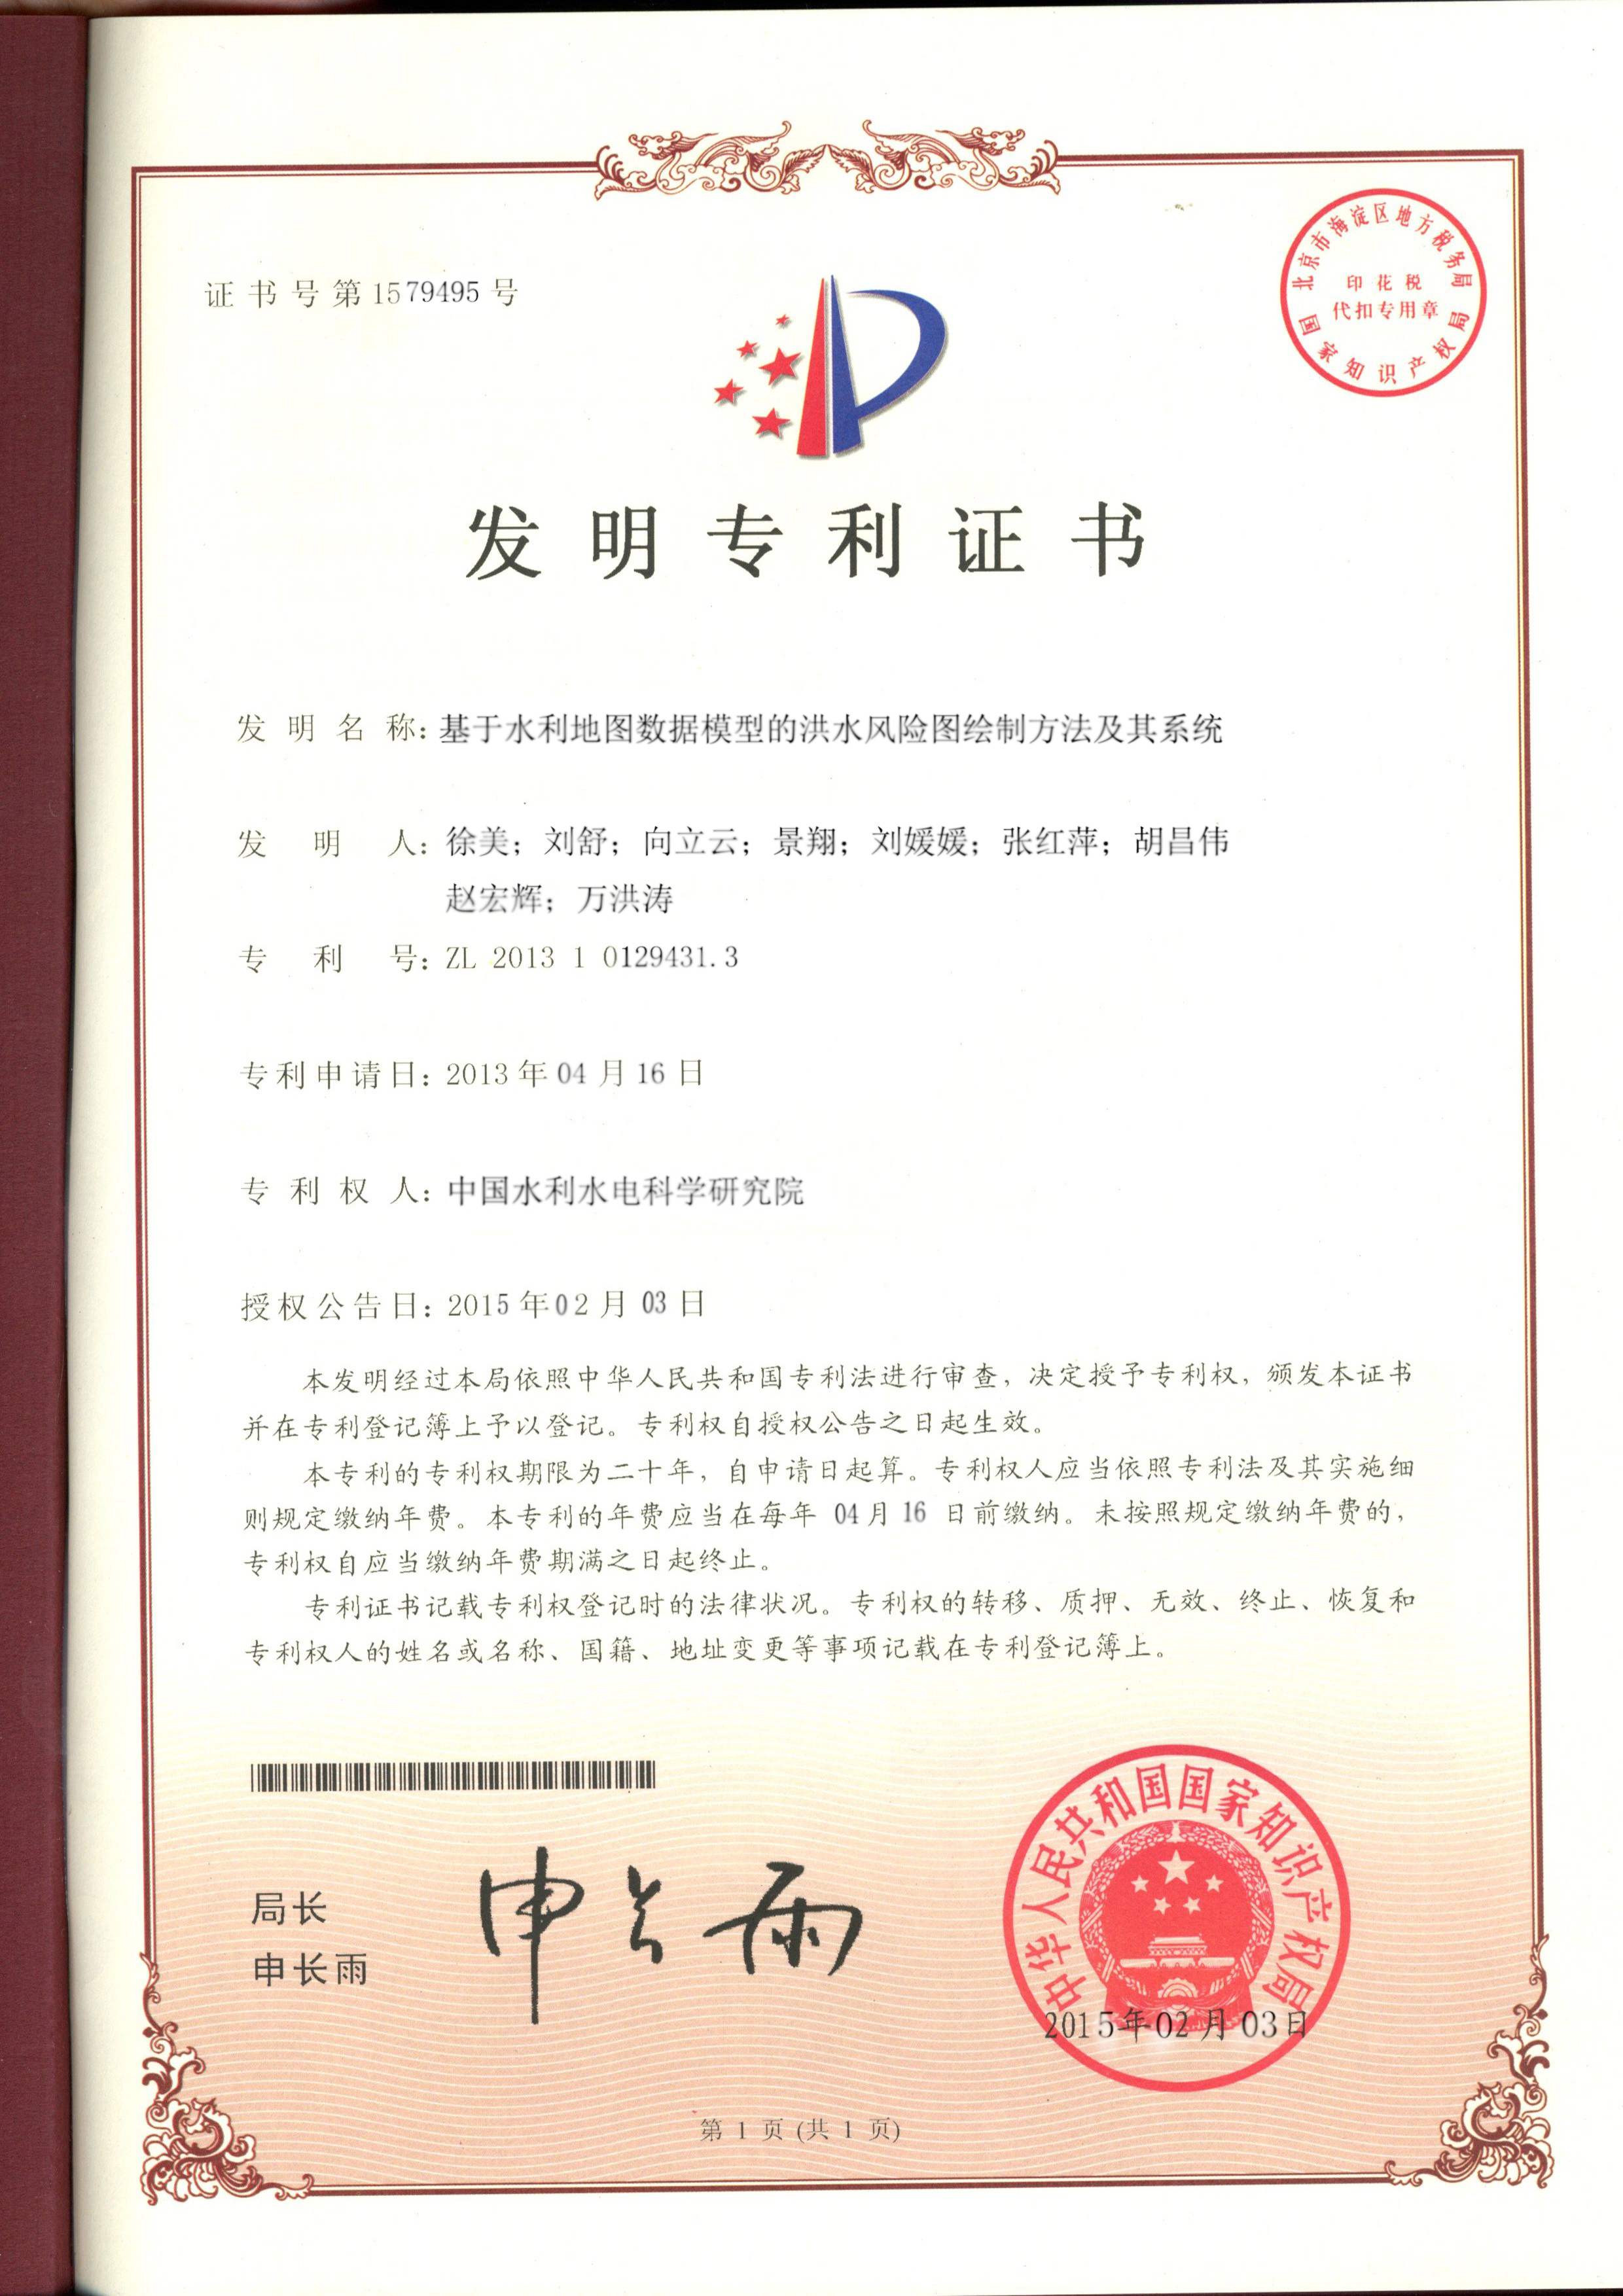 证书号第1579495号
北京市海淀区地方税务局
印花税
代扣专用章
国家知识产权局
发明专利证书
发明名称：基于水利地图数据模型的洪水风险图绘制方法及其系统
发明人：徐美；刘舒；向立云；景翔；刘媛媛；张红萍；胡昌伟
赵宏辉；万洪涛
专利号：ZL 2013 1 0129431.3
专利申请日：2013年04月16日
专利权人：中国水利水电科学研究院
授权公告日：2015年02月03日
本发明经过本局依照中华人民共和国专利法进行审查，决定授予专利权，颁发本证书
并在专利登记簿上予以登记。专利权自授权公告之日起生效。
本专利的专利权期限为二十年，自申请日起算。专利权人应当依照专利法及其实施细
则规定缴纳年费。本专利的年费应当在每年 04月16 日前缴纳。未按照规定缴纳年费的，
专利权自应当缴纳年费期满之日起终止。
专利证书记载专利权登记时的法律状况。专利权的转移、质押、无效、终止、恢复和
专利权人的姓名或名称、国籍、地址变更等事项记载在专利登记簿上。
局长
申长雨
申长雨
中华人民共和国国家知识产权局
2015年02月03日
第 1 页 (共 1 页)